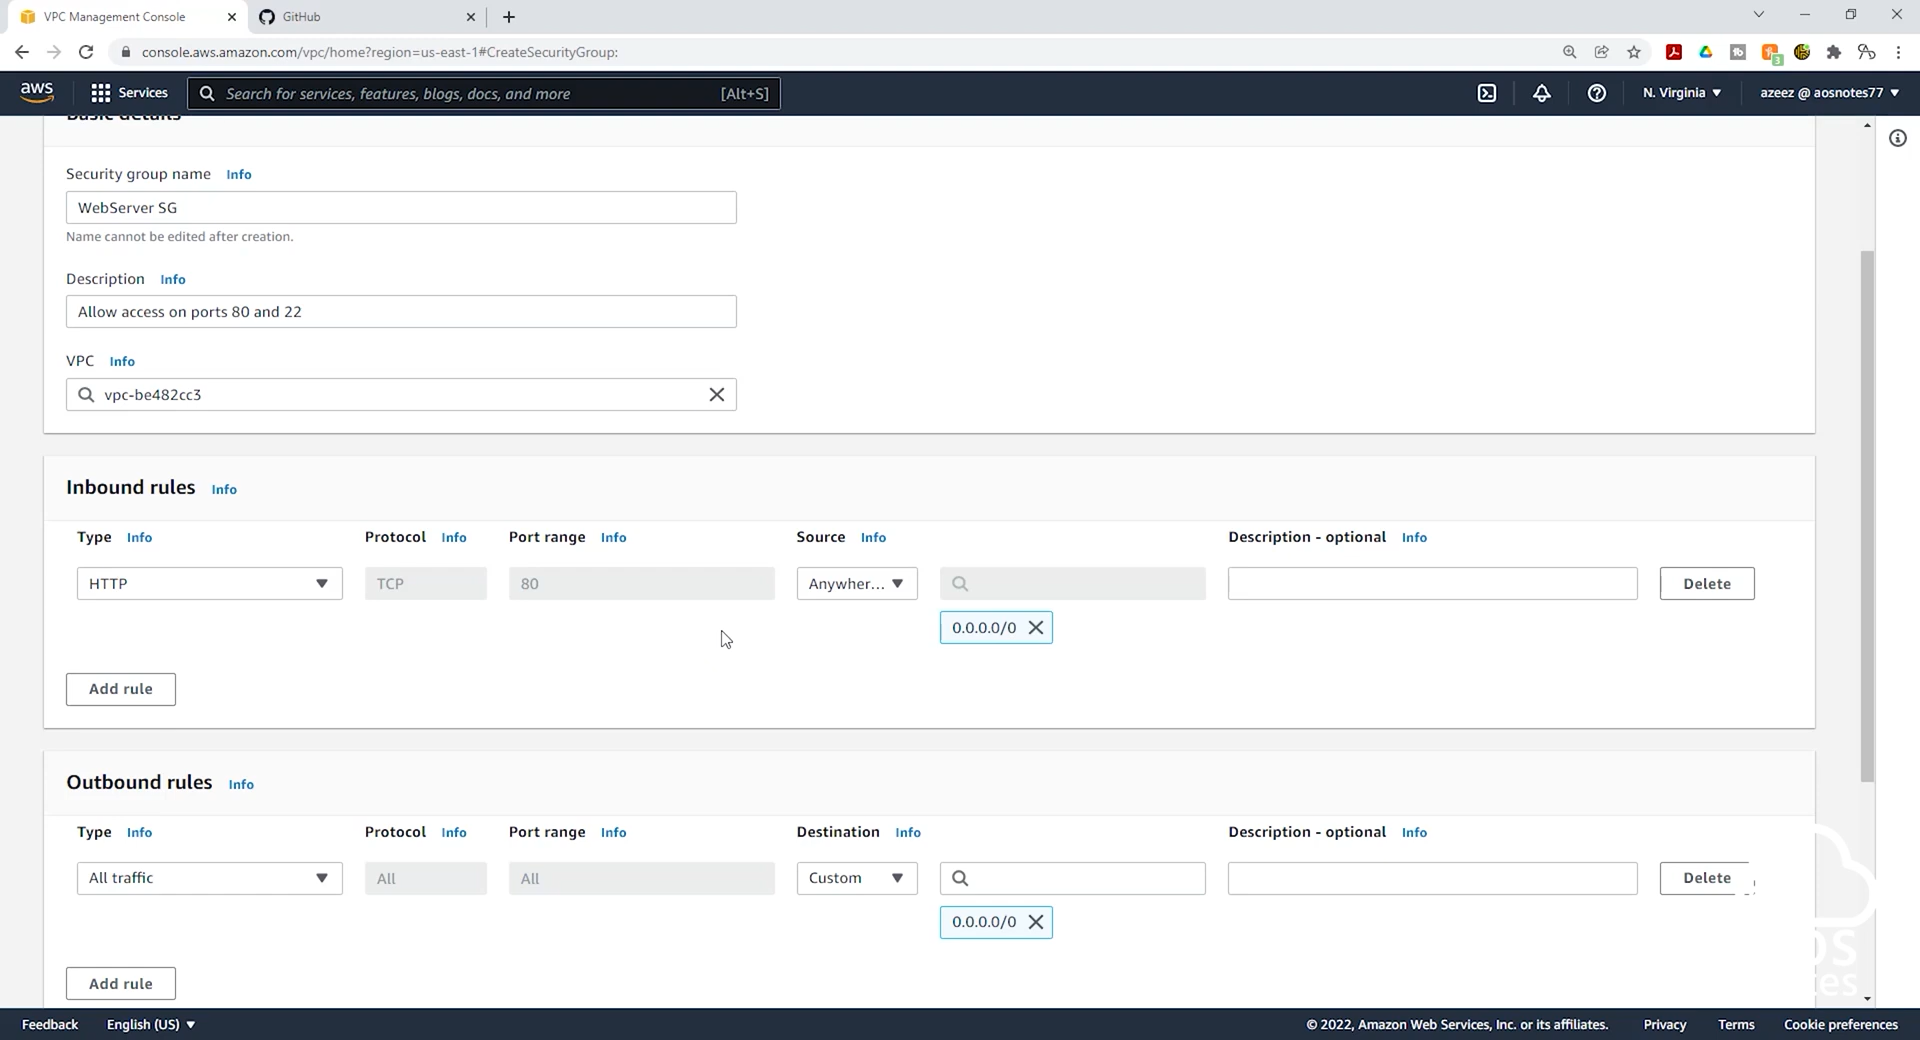 VPC Management Console
GitHub
console.aws.amazon.com/vpc/home?region=us-east-1#CreateSecurityGroup:
3
aws Services Search for services, features, blogs, docs, and more [Alt+S] N. Virginia azeez @ aosnotes77
Basic details
Security group name Info
WebServer SG
Name cannot be edited after creation.
Description Info
Allow access on ports 80 and 22
VPC Info
vpc-be482cc3
Inbound rules Info
Type Info Protocol Info Port range Info Source Info Description - optional Info
HTTP TCP 80 Anywher... Delete
0.0.0.0/0
Add rule
Outbound rules Info
Type Info Protocol Info Port range Info Destination Info Description - optional Info
All traffic All All Custom Delete
0.0.0.0/0
Add rule
Feedback English (US) © 2022, Amazon Web Services, Inc. or its affiliates. Privacy Terms Cookie preferences